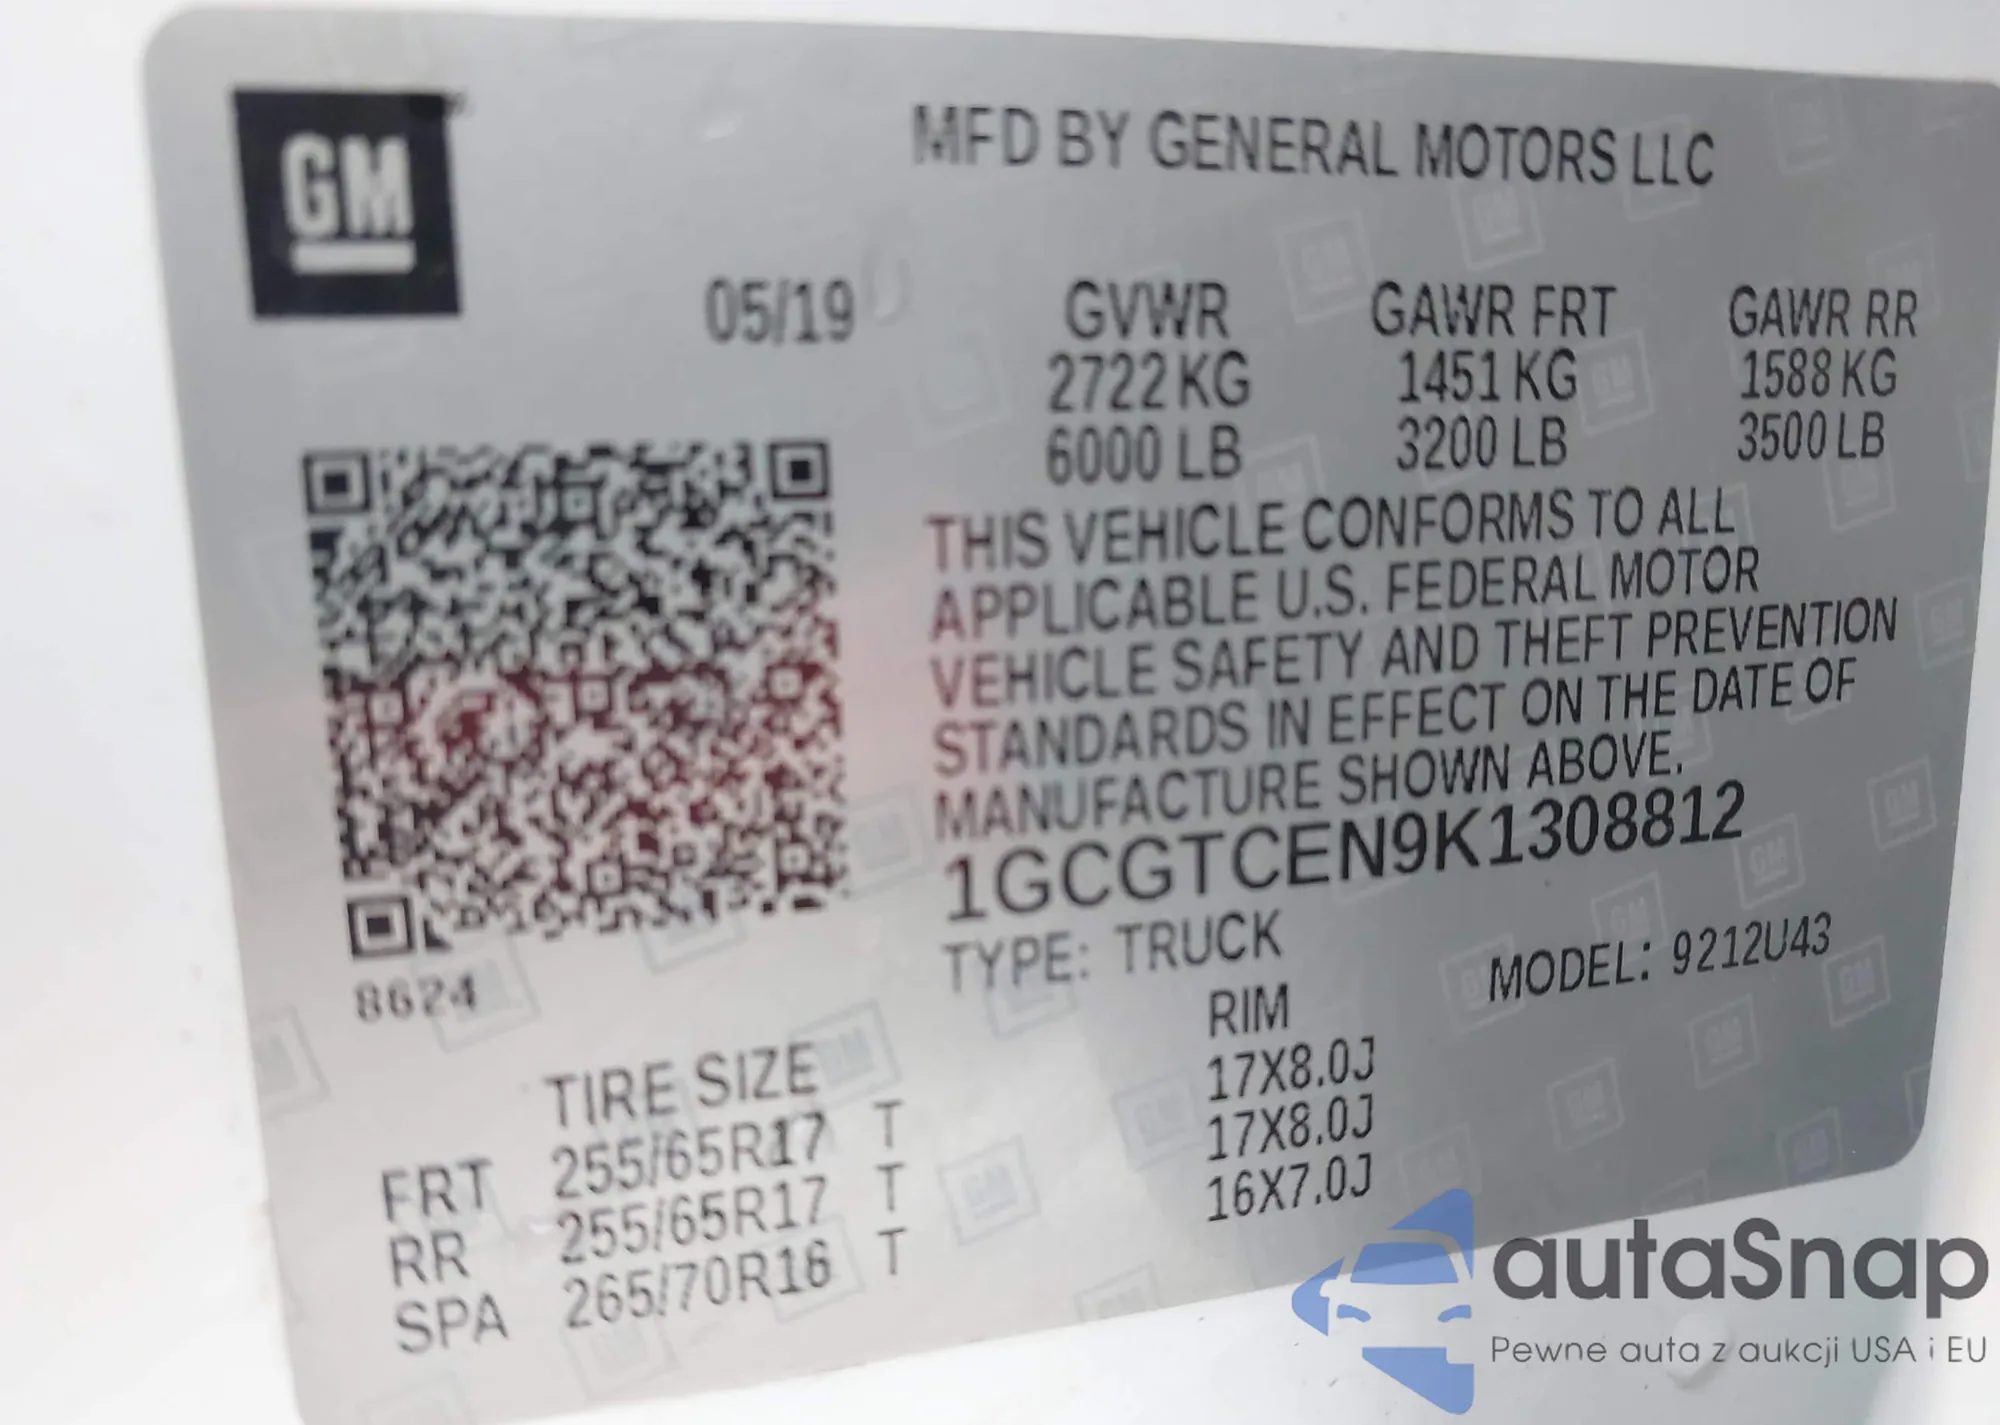 GM
MFD BY GENERAL MOTORS LLC
05/19
GVWR GAWR FRT GAWR RR
2722 KG 1451 KG 1588 KG
6000 LB 3200 LB 3500 LB
THIS VEHICLE CONFORMS TO ALL
APPLICABLE U.S. FEDERAL MOTOR
VEHICLE SAFETY AND THEFT PREVENTION
STANDARDS IN EFFECT ON THE DATE OF
MANUFACTURE SHOWN ABOVE.
1GCGTCEN9K1308812
TYPE: TRUCK MODEL: 9212U43
8624
TIRE SIZE RIM
FRT 255/65R17 T 17X8.0J
RR 255/65R17 T 17X8.0J
SPA 265/70R16 T 16X7.0J
autaSnap
Pewne auta z aukcji USA i EU